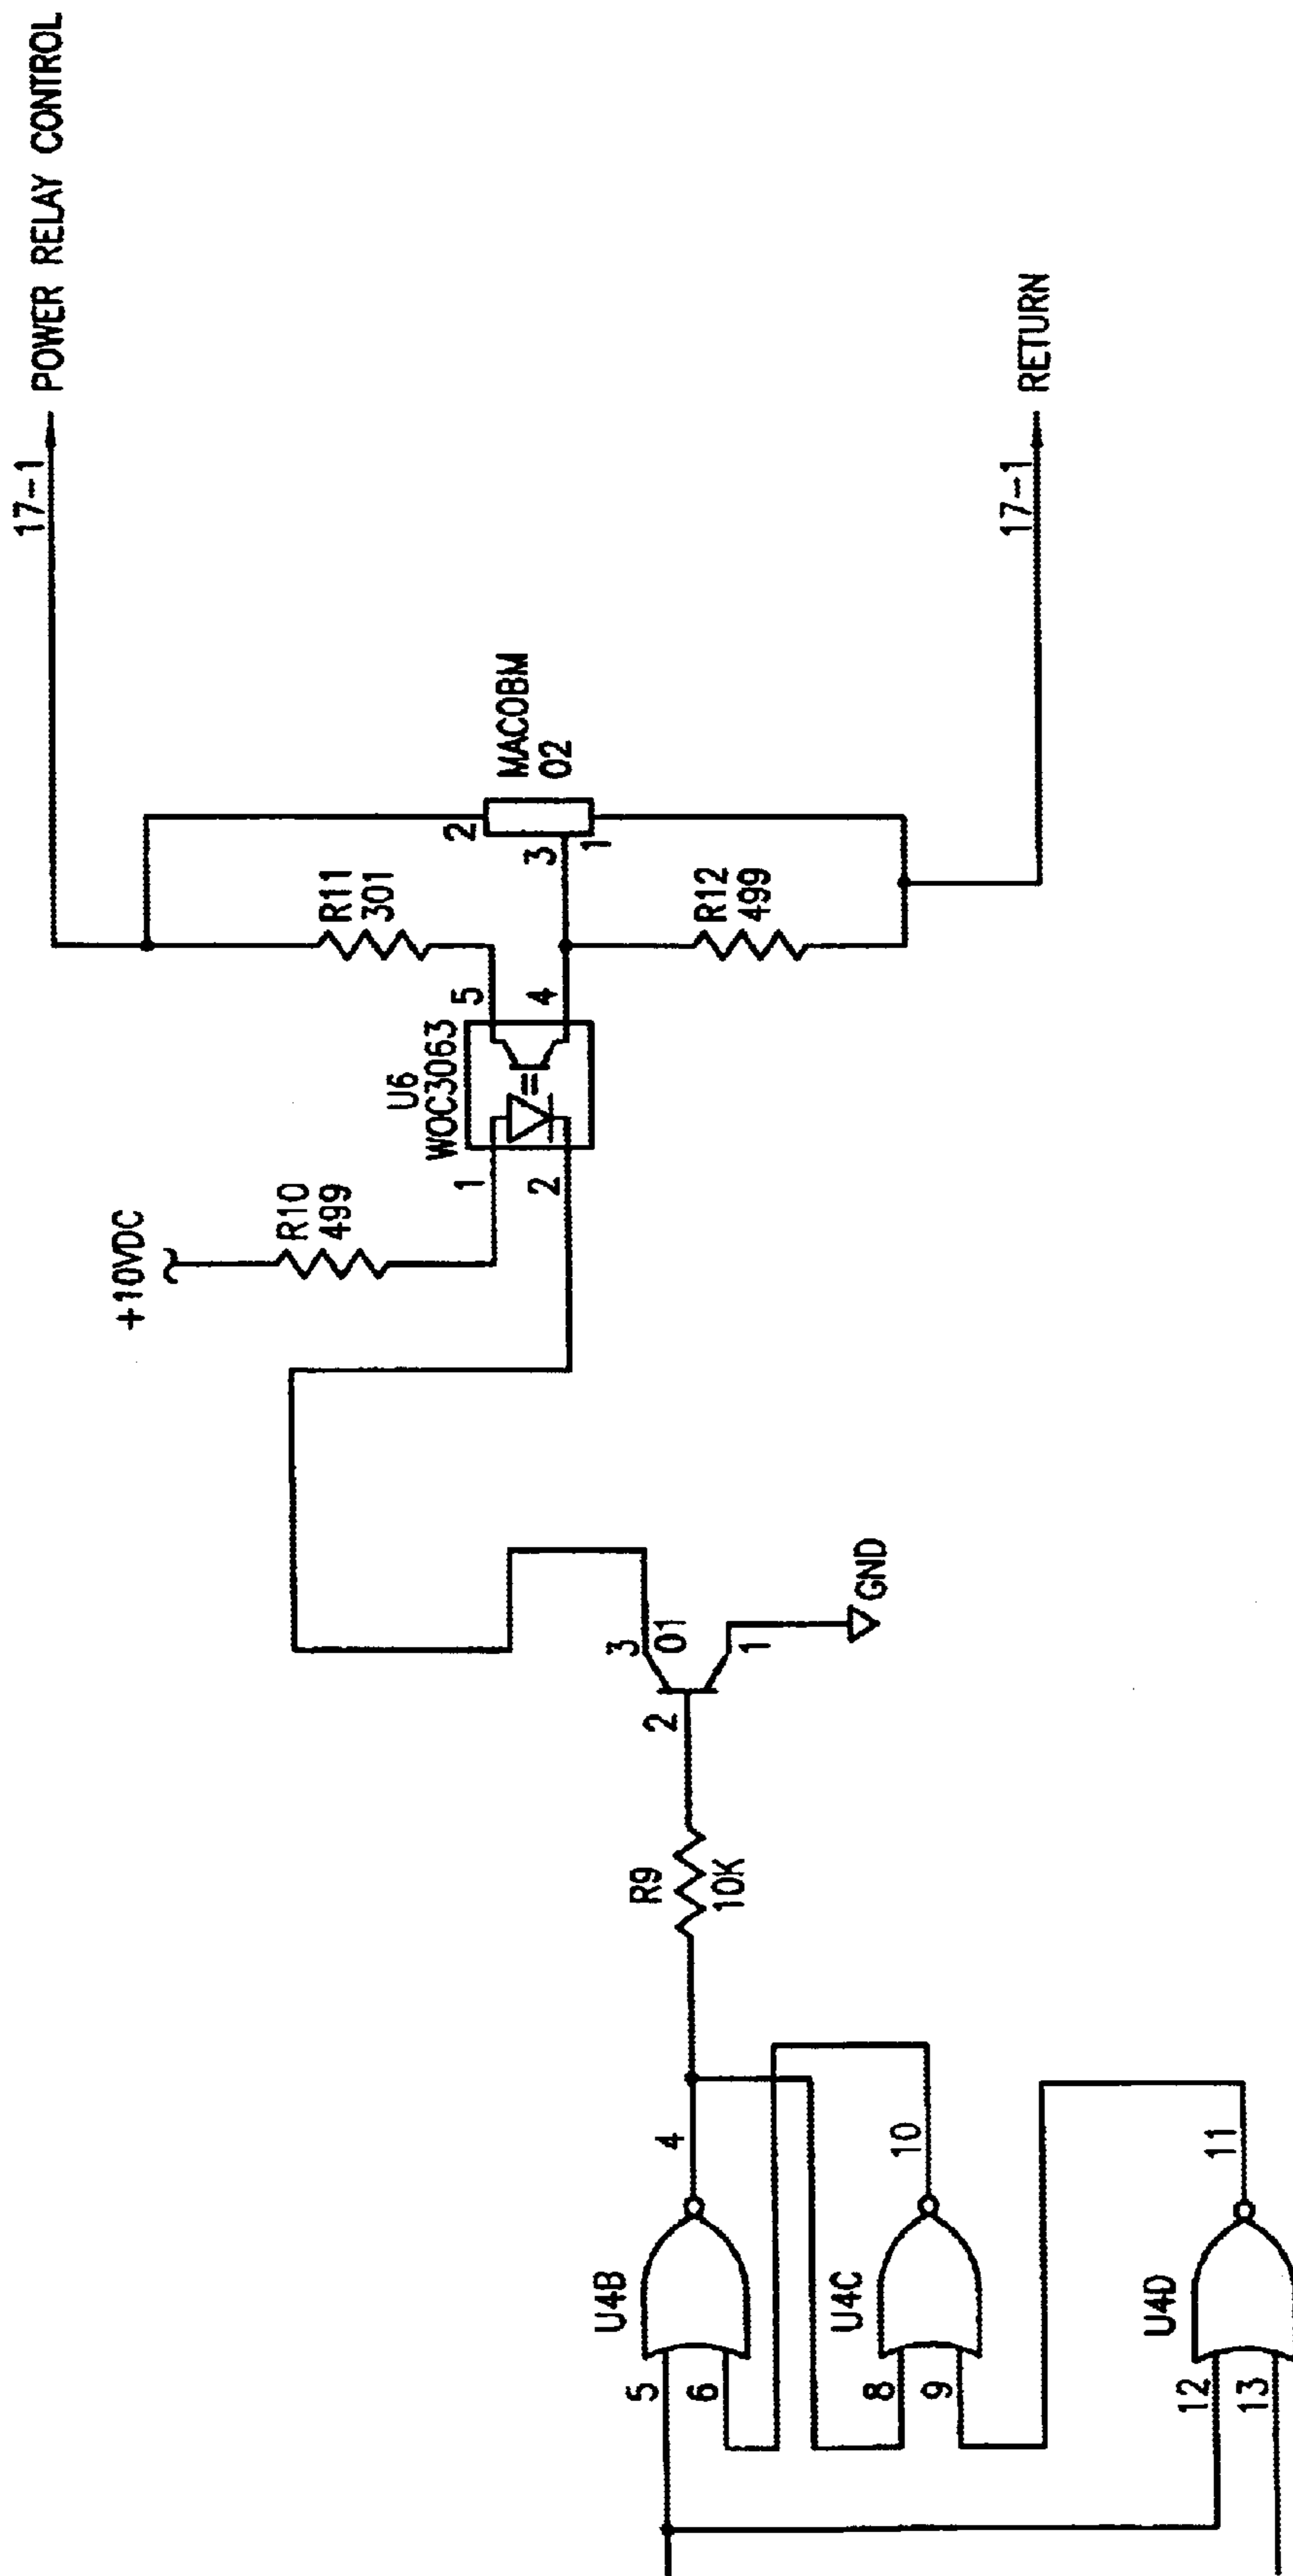 17-1
POWER RELAY CONTROL
+10VDC
R10
499
R11
301
U6
WOC3063
1
2
5
4
MACOBM
02
2
3
1
R12
499
17-1
RETURN
3
01
2
1
GND
R9
10K
U4B
5
6
4
U4C
8
9
10
U4D
12
13
11